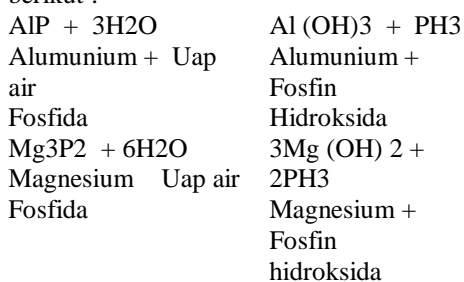 berikut :
AlP + 3H2O Al (OH)3 + PH3
Alumunium + Uap Alumunium +
air Fosfin
Fosfida Hidroksida
Mg3P2 + 6H2O 3Mg (OH) 2 +
Magnesium Uap air 2PH3
Fosfida Magnesium +
Fosfin
hidroksida